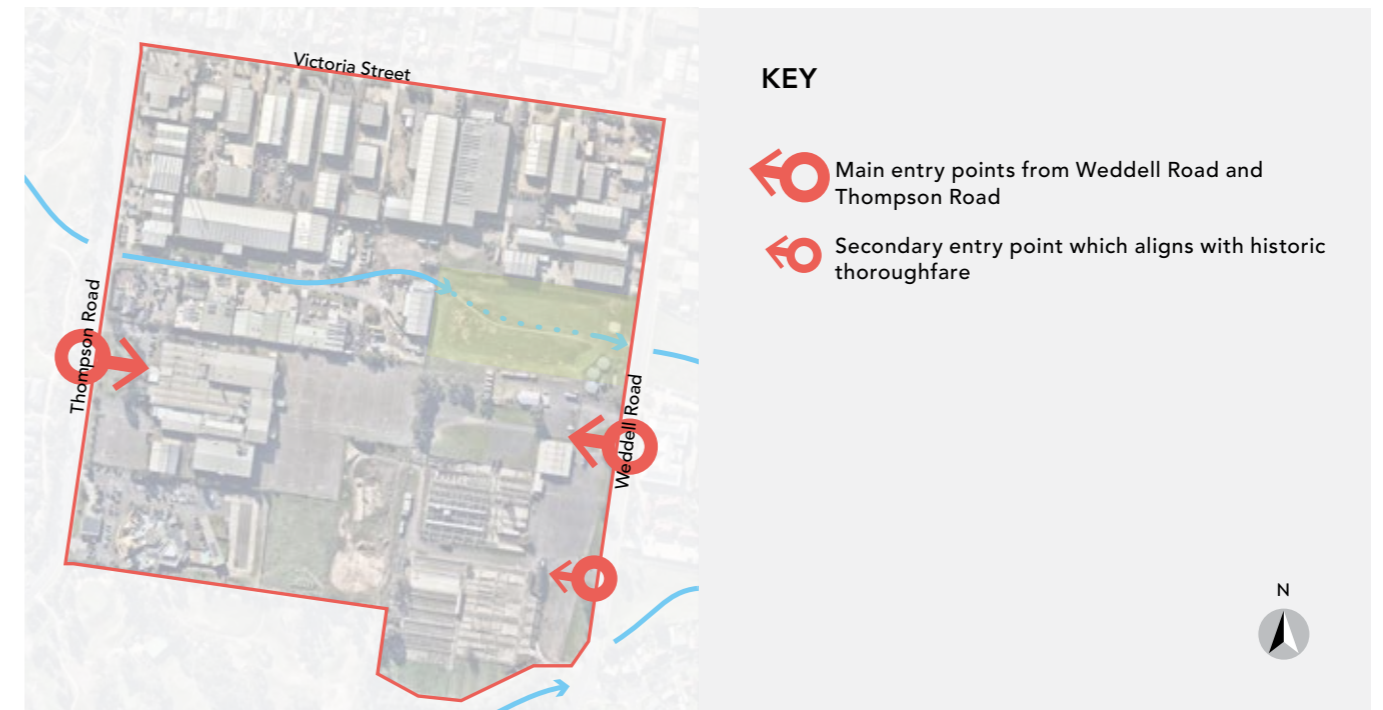 Victoria Street
Thompson Road
Weddell Road
KEY
Main entry points from Weddell Road and
Thompson Road
Secondary entry point which aligns with historic
thoroughfare
N